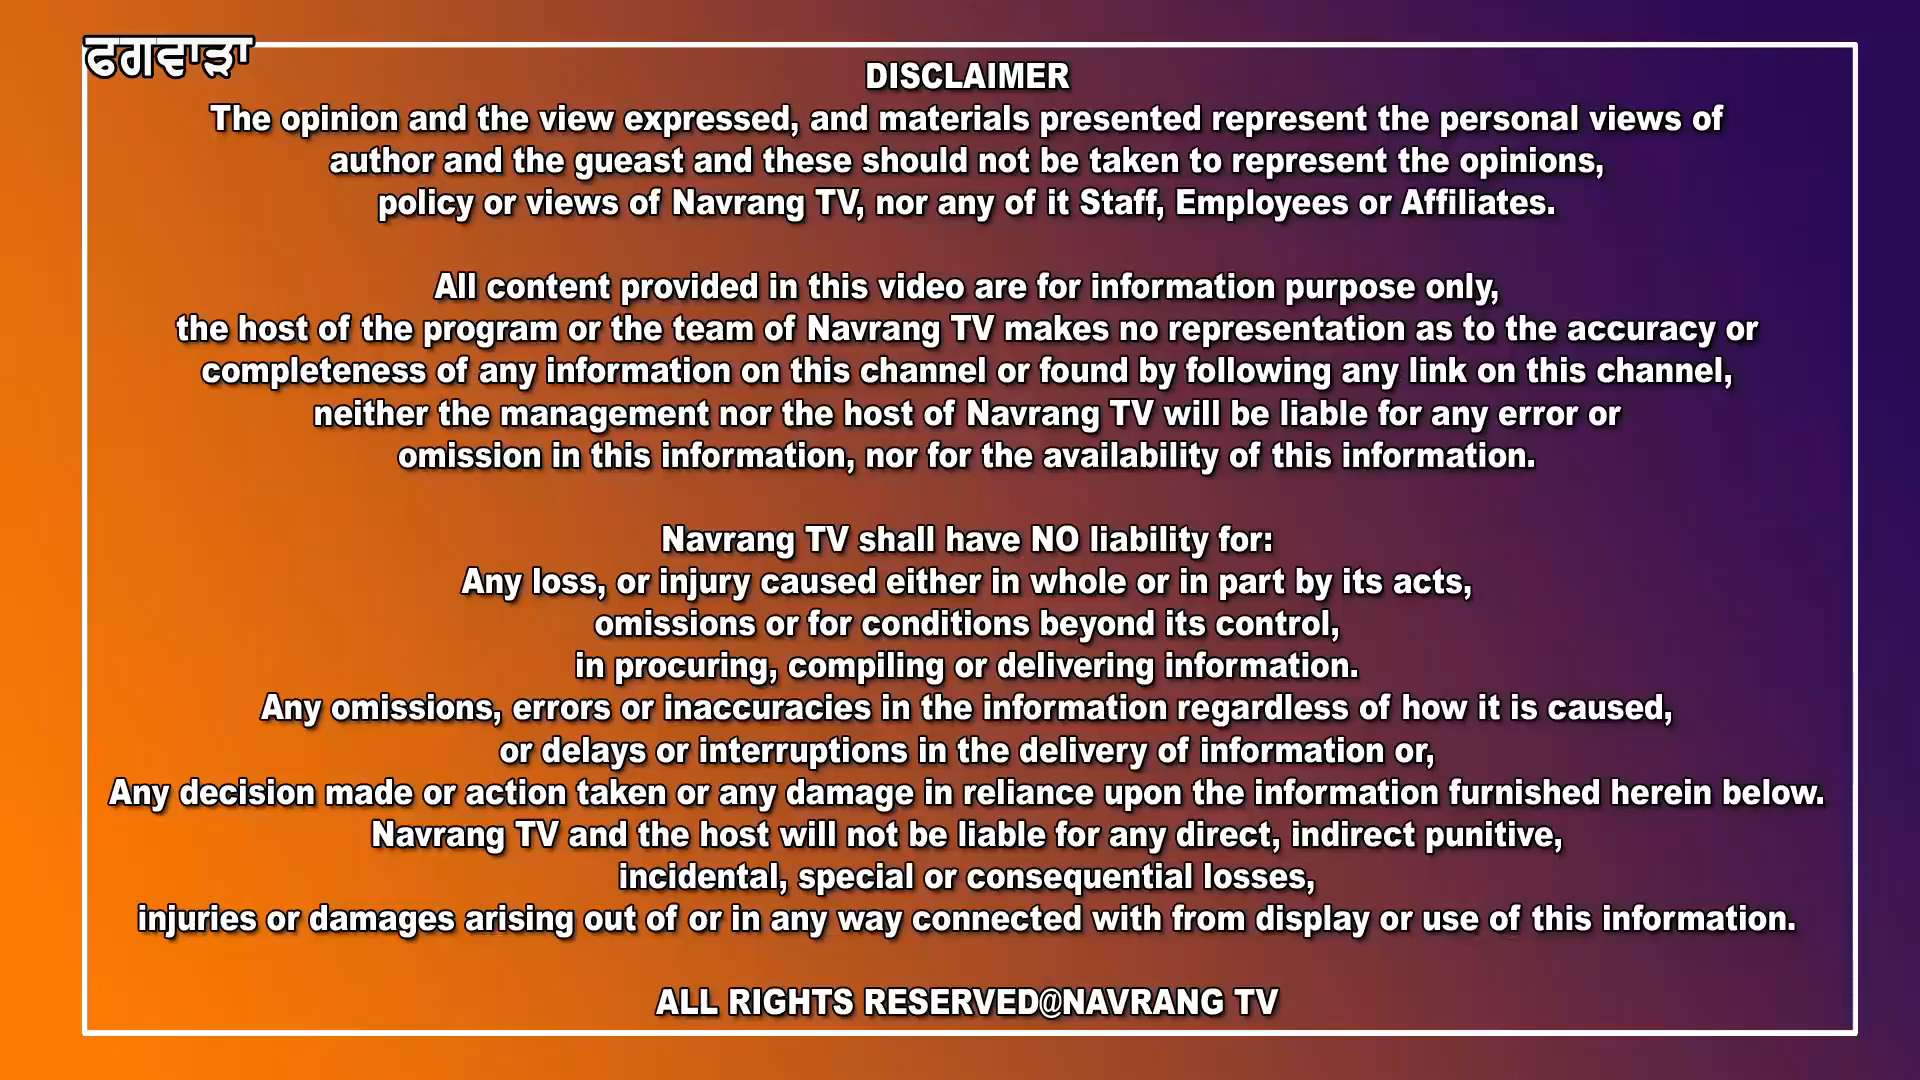 ਫਗਵਾੜਾ
DISCLAIMER
The opinion and the view expressed, and materials presented represent the personal views of
author and the gueast and these should not be taken to represent the opinions,
policy or views of Navrang TV, nor any of it Staff, Employees or Affiliates.
All content provided in this video are for information purpose only,
the host of the program or the team of Navrang TV makes no representation as to the accuracy or
completeness of any information on this channel or found by following any link on this channel,
neither the management nor the host of Navrang TV will be liable for any error or
omission in this information, nor for the availability of this information.
Navrang TV shall have NO liability for:
Any loss, or injury caused either in whole or in part by its acts,
omissions or for conditions beyond its control,
in procuring, compiling or delivering information.
Any omissions, errors or inaccuracies in the information regardless of how it is caused,
or delays or interruptions in the delivery of information or,
Any decision made or action taken or any damage in reliance upon the information furnished herein below.
Navrang TV and the host will not be liable for any direct, indirect punitive,
incidental, special or consequential losses,
injuries or damages arising out of or in any way connected with from display or use of this information.
ALL RIGHTS RESERVED@NAVRANG TV